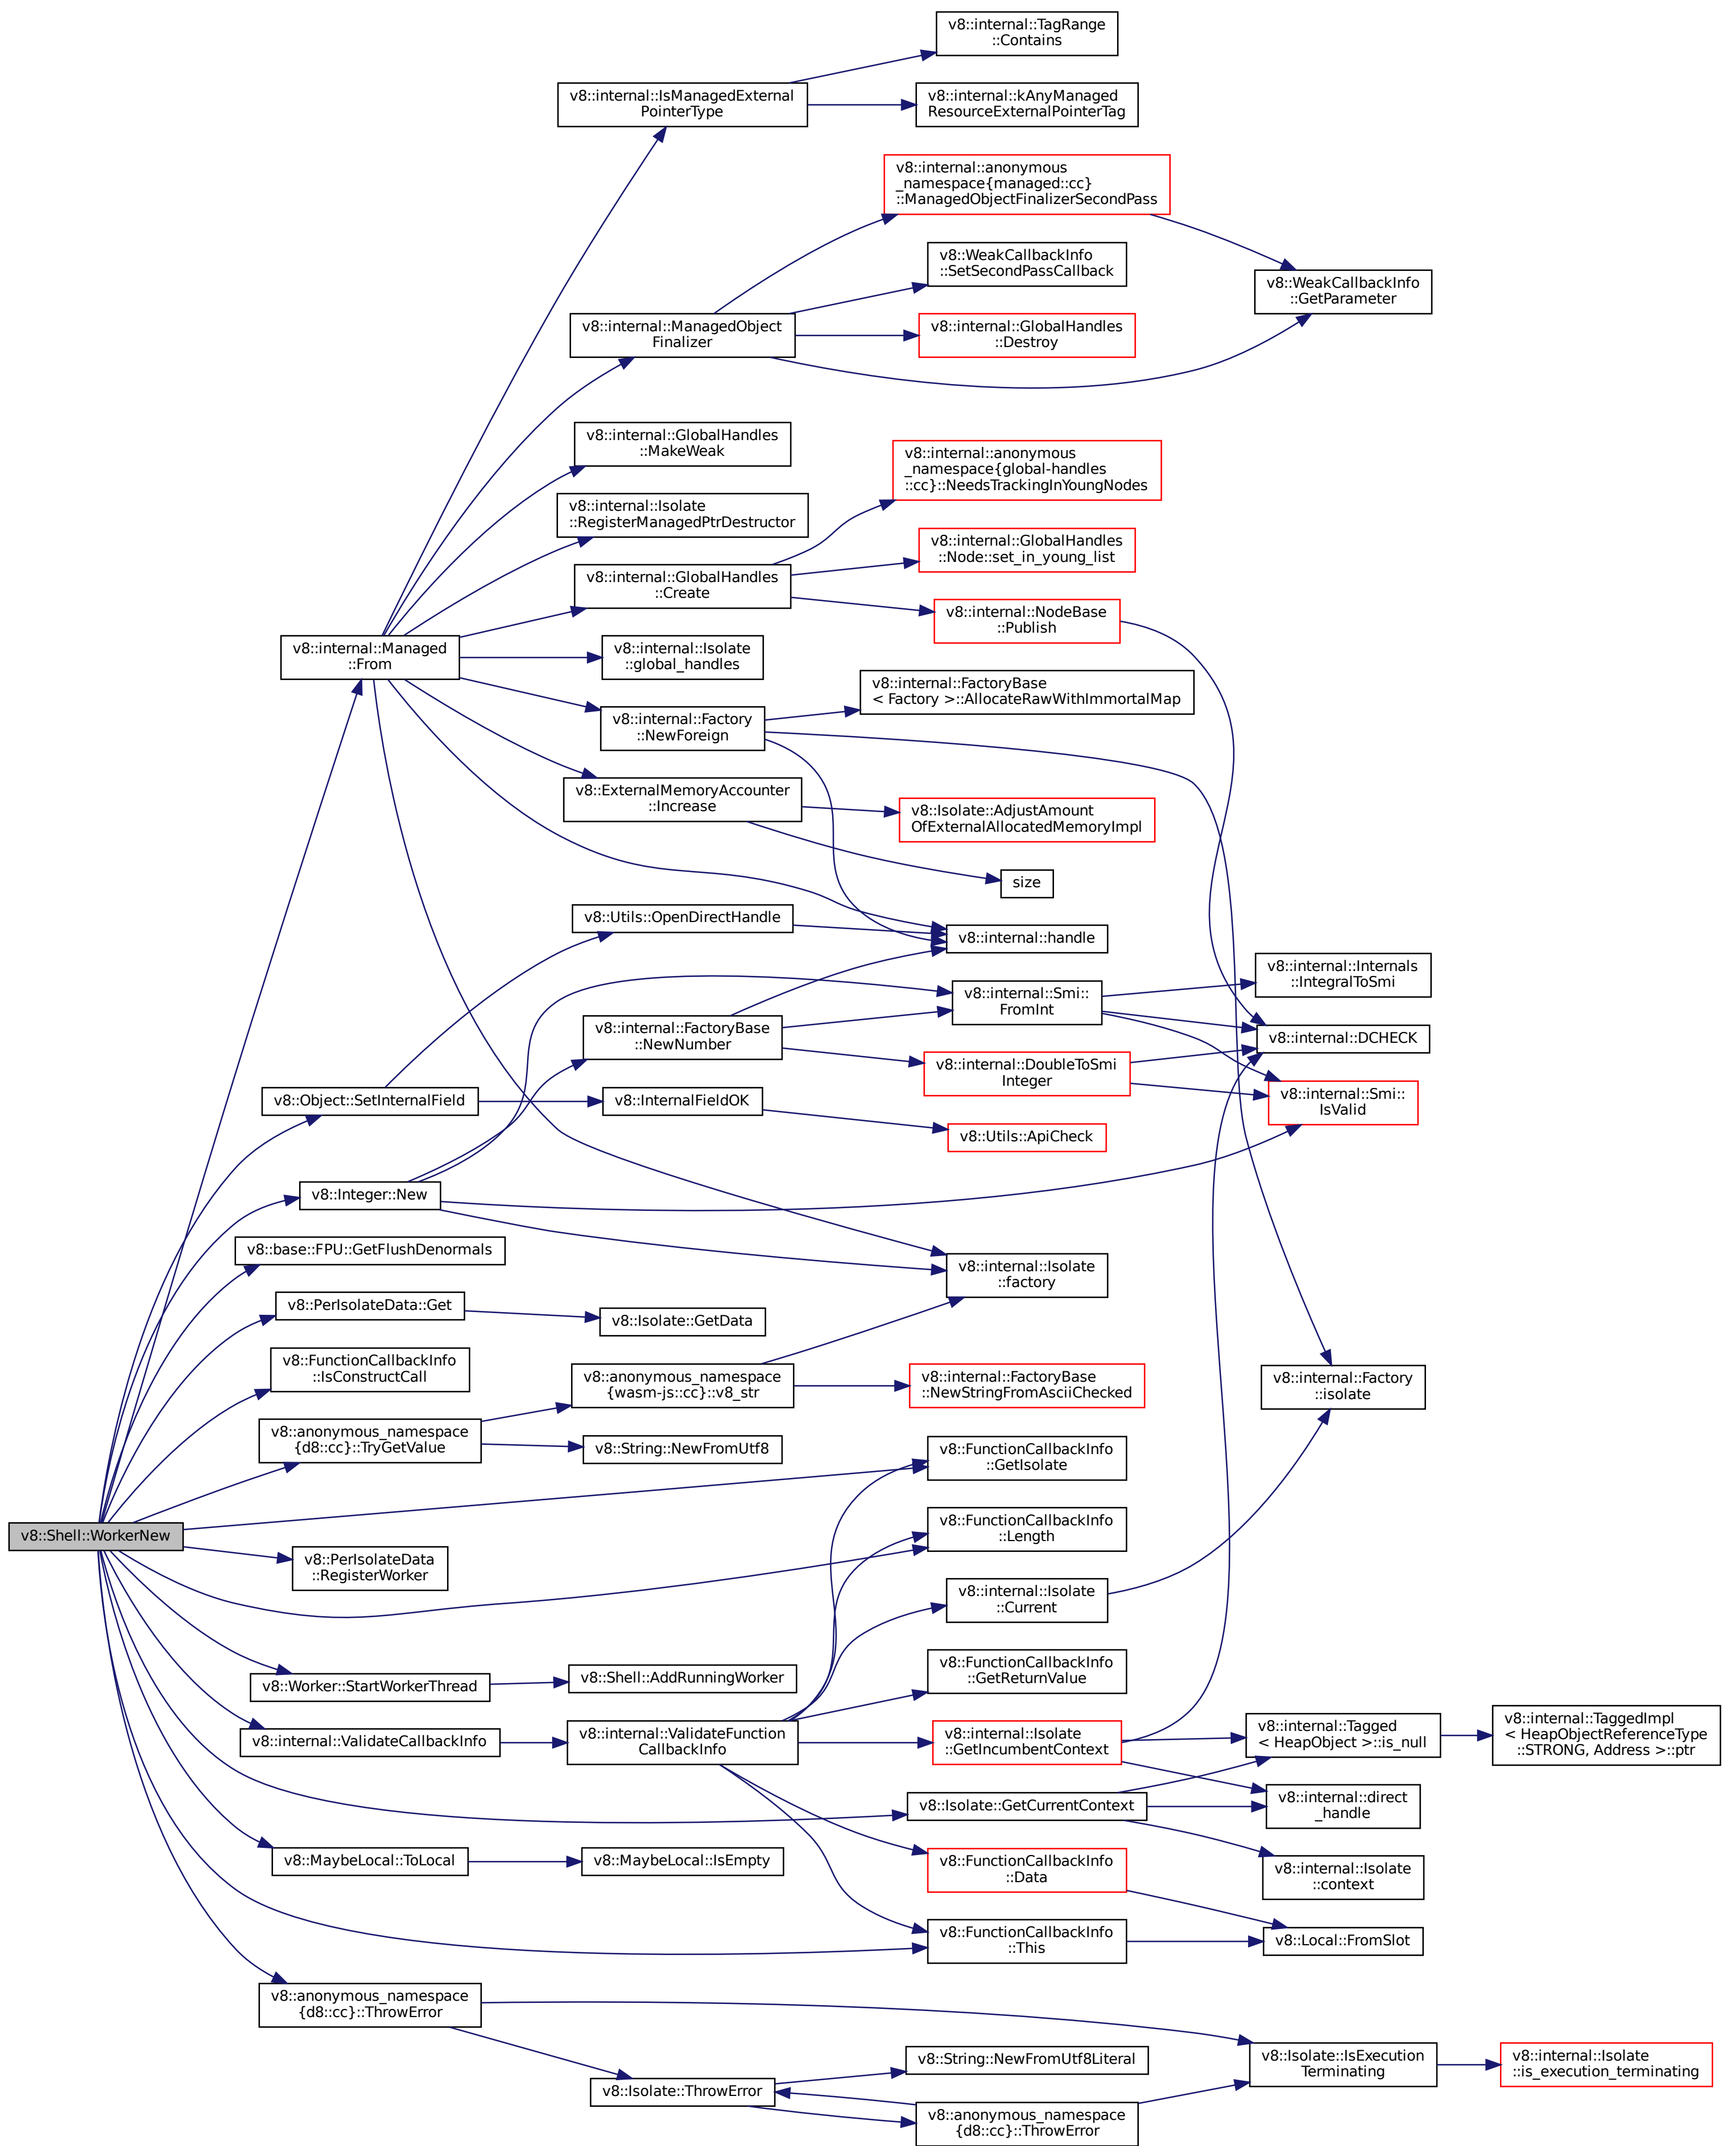 v8::internal::TagRange
::Contains
v8::internal::IsManagedExternal
PointerType
v8::internal::kAnyManaged
ResourceExternalPointerTag
v8::internal::anonymous
_namespace{managed::cc}
::ManagedObjectFinalizerSecondPass
v8::WeakCallbackInfo
::SetSecondPassCallback
v8::WeakCallbackInfo
::GetParameter
v8::internal::ManagedObject
Finalizer
v8::internal::GlobalHandles
::Destroy
v8::internal::GlobalHandles
::MakeWeak
v8::internal::anonymous
_namespace{global-handles
::cc}::NeedsTrackingInYoungNodes
v8::internal::Isolate
::RegisterManagedPtrDestructor
v8::internal::GlobalHandles
::Node::set_in_young_list
v8::internal::GlobalHandles
::Create
v8::internal::NodeBase
::Publish
v8::internal::Managed
::From
v8::internal::Isolate
::global_handles
v8::internal::FactoryBase
< Factory >::AllocateRawWithImmortalMap
v8::internal::Factory
::NewForeign
v8::ExternalMemoryAccounter
::Increase
v8::Isolate::AdjustAmount
OfExternalAllocatedMemoryImpl
size
v8::Utils::OpenDirectHandle
v8::internal::handle
v8::internal::Internals
::IntegralToSmi
v8::internal::Smi::
FromInt
v8::internal::FactoryBase
::NewNumber
v8::internal::DCHECK
v8::internal::DoubleToSmi
Integer
v8::Object::SetInternalField
v8::InternalFieldOK
v8::internal::Smi::
IsValid
v8::Utils::ApiCheck
v8::Integer::New
v8::base::FPU::GetFlushDenormals
v8::internal::Isolate
::factory
v8::PerIsolateData::Get
v8::Isolate::GetData
v8::FunctionCallbackInfo
::IsConstructCall
v8::anonymous_namespace
{wasm-js::cc}::v8_str
v8::internal::FactoryBase
::NewStringFromAsciiChecked
v8::internal::Factory
::isolate
v8::anonymous_namespace
{d8::cc}::TryGetValue
v8::String::NewFromUtf8
v8::FunctionCallbackInfo
::GetIsolate
v8::Shell::WorkerNew
v8::FunctionCallbackInfo
::Length
v8::PerIsolateData
::RegisterWorker
v8::internal::Isolate
::Current
v8::Worker::StartWorkerThread
v8::Shell::AddRunningWorker
v8::FunctionCallbackInfo
::GetReturnValue
v8::internal::ValidateCallbackInfo
v8::internal::ValidateFunction
CallbackInfo
v8::internal::Isolate
::GetIncumbentContext
v8::internal::Tagged
< HeapObject >::is_null
v8::internal::TaggedImpl
< HeapObjectReferenceType
::STRONG, Address >::ptr
v8::Isolate::GetCurrentContext
v8::internal::direct
_handle
v8::MaybeLocal::ToLocal
v8::MaybeLocal::IsEmpty
v8::FunctionCallbackInfo
::Data
v8::internal::Isolate
::context
v8::FunctionCallbackInfo
::This
v8::Local::FromSlot
v8::anonymous_namespace
{d8::cc}::ThrowError
v8::Isolate::ThrowError
v8::String::NewFromUtf8Literal
v8::Isolate::IsExecution
Terminating
v8::internal::Isolate
::is_execution_terminating
v8::anonymous_namespace
{d8::cc}::ThrowError